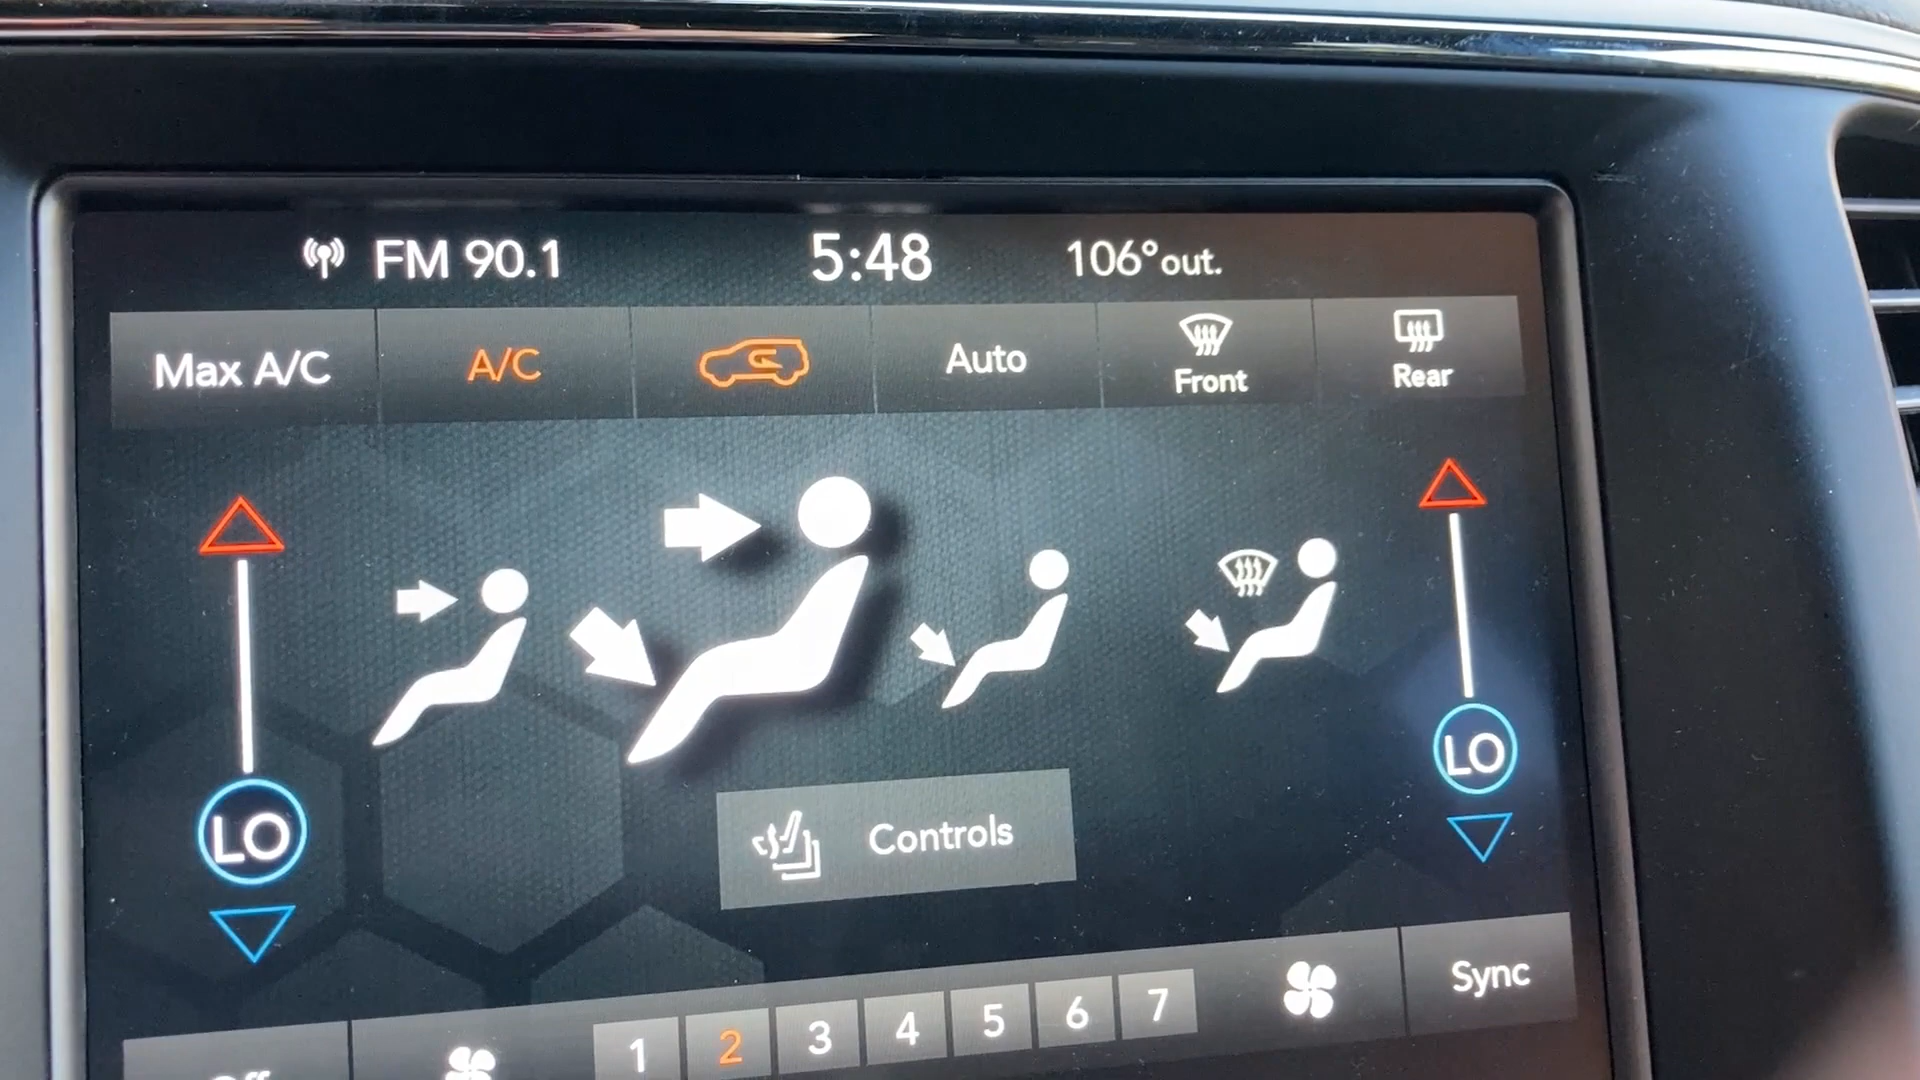 FM 90.1 5:48 106°out.
Max A/C A/C Auto Front Rear
LO LO
Controls
Sync
1 2 3 4 5 6 7
Off